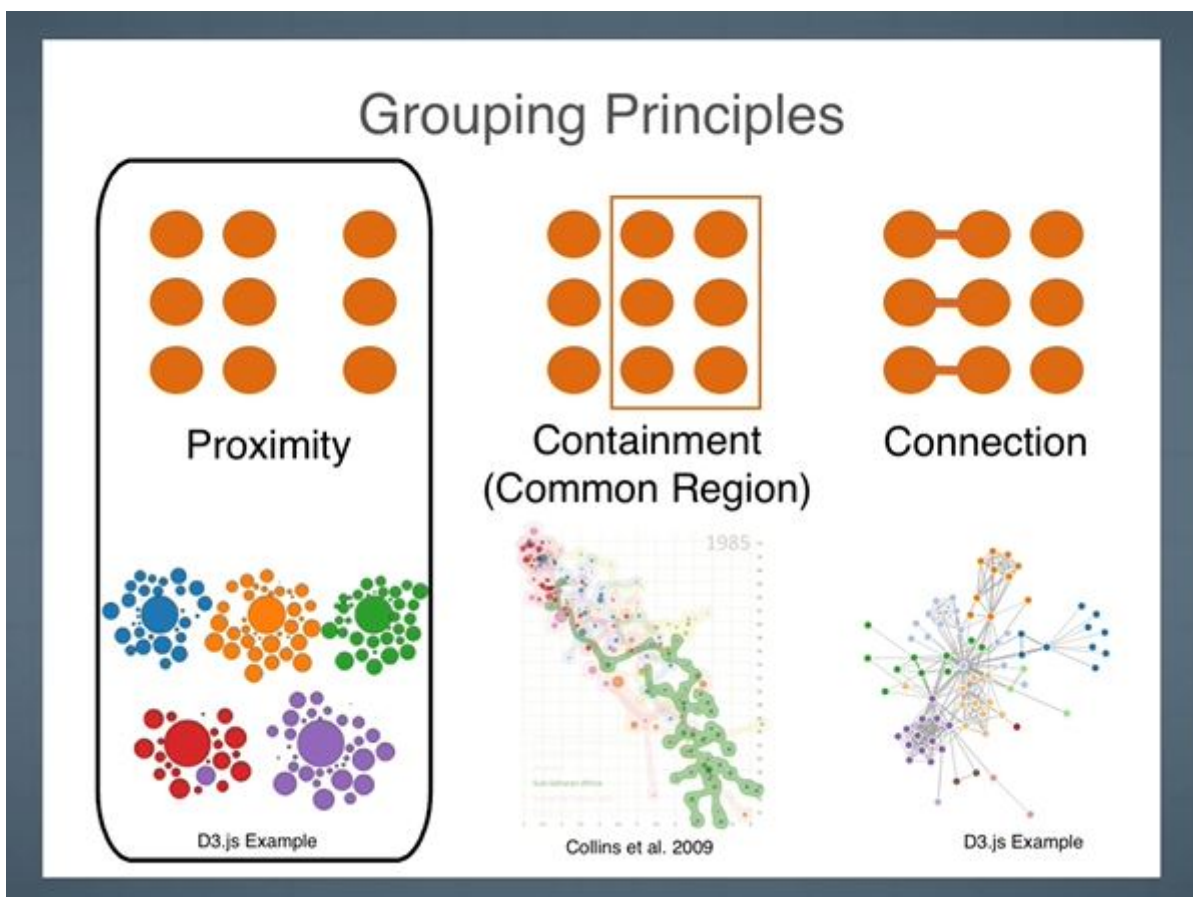 Grouping Principles
Proximity
Containment
(Common Region)
Connection
1985
D3.js Example
Collins et al. 2009
D3.js Example